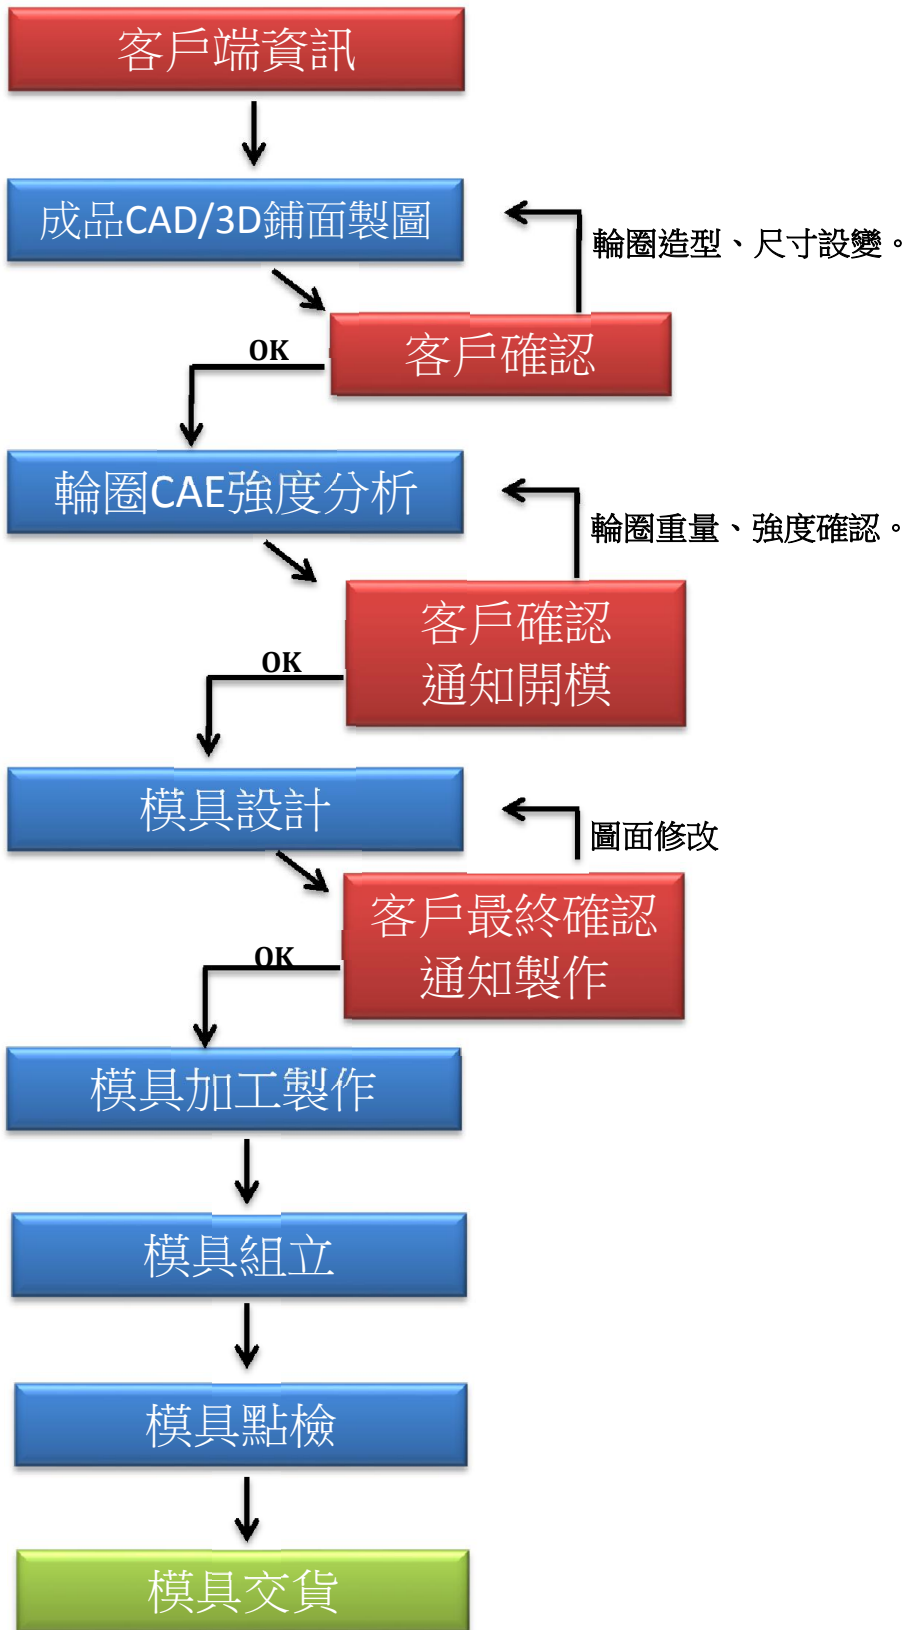 客戶端資訊
成品CAD/3D鋪面製圖
輪圈造型、尺寸設變。
客戶確認
OK
輪圈CAE強度分析
輪圈重量、強度確認。
客戶確認
通知開模
OK
模具設計
圖面修改
客戶最終確認
通知製作
OK
模具加工製作
模具組立
模具點檢
模具交貨